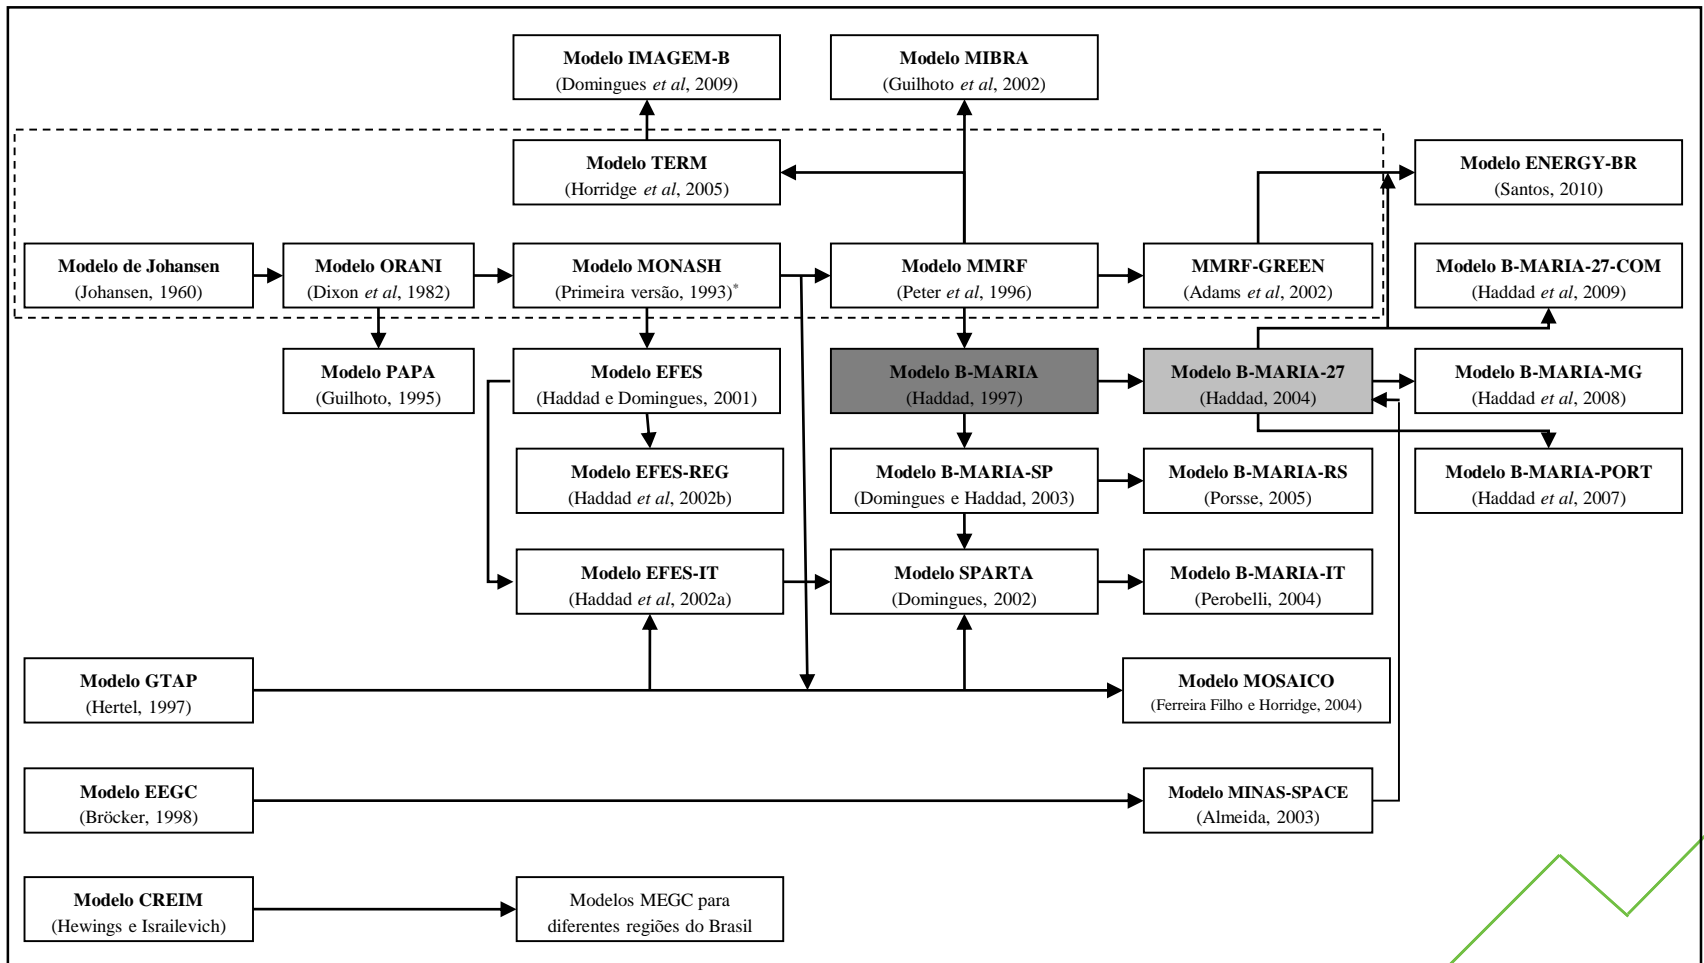 Modelo IMAGEM-B
(Domingues et al, 2009)
Modelo MIBRA
(Guilhoto et al, 2002)
Modelo TERM
(Horridge et al, 2005)
Modelo ENERGY-BR
(Santos, 2010)
Modelo de Johansen
(Johansen, 1960)
Modelo ORANI
(Dixon et al, 1982)
Modelo MONASH
(Primeira versão, 1993)*
Modelo MMRF
(Peter et al, 1996)
MMRF-GREEN
(Adams et al, 2002)
Modelo B-MARIA-27-COM
(Haddad et al, 2009)
Modelo PAPA
(Guilhoto, 1995)
Modelo EFES
(Haddad e Domingues, 2001)
Modelo B-MARIA
(Haddad, 1997)
Modelo B-MARIA-27
(Haddad, 2004)
Modelo B-MARIA-MG
(Haddad et al, 2008)
Modelo EFES-REG
(Haddad et al, 2002b)
Modelo B-MARIA-SP
(Domingues e Haddad, 2003)
Modelo B-MARIA-RS
(Porsse, 2005)
Modelo B-MARIA-PORT
(Haddad et al, 2007)
Modelo EFES-IT
(Haddad et al, 2002a)
Modelo SPARTA
(Domingues, 2002)
Modelo B-MARIA-IT
(Perobelli, 2004)
Modelo GTAP
(Hertel, 1997)
Modelo MOSAICO
(Ferreira Filho e Horridge, 2004)
Modelo EEGC
(Bröcker, 1998)
Modelo MINAS-SPACE
(Almeida, 2003)
Modelo CREIM
(Hewings e Israilevich)
Modelos MEGC para
diferentes regiões do Brasil